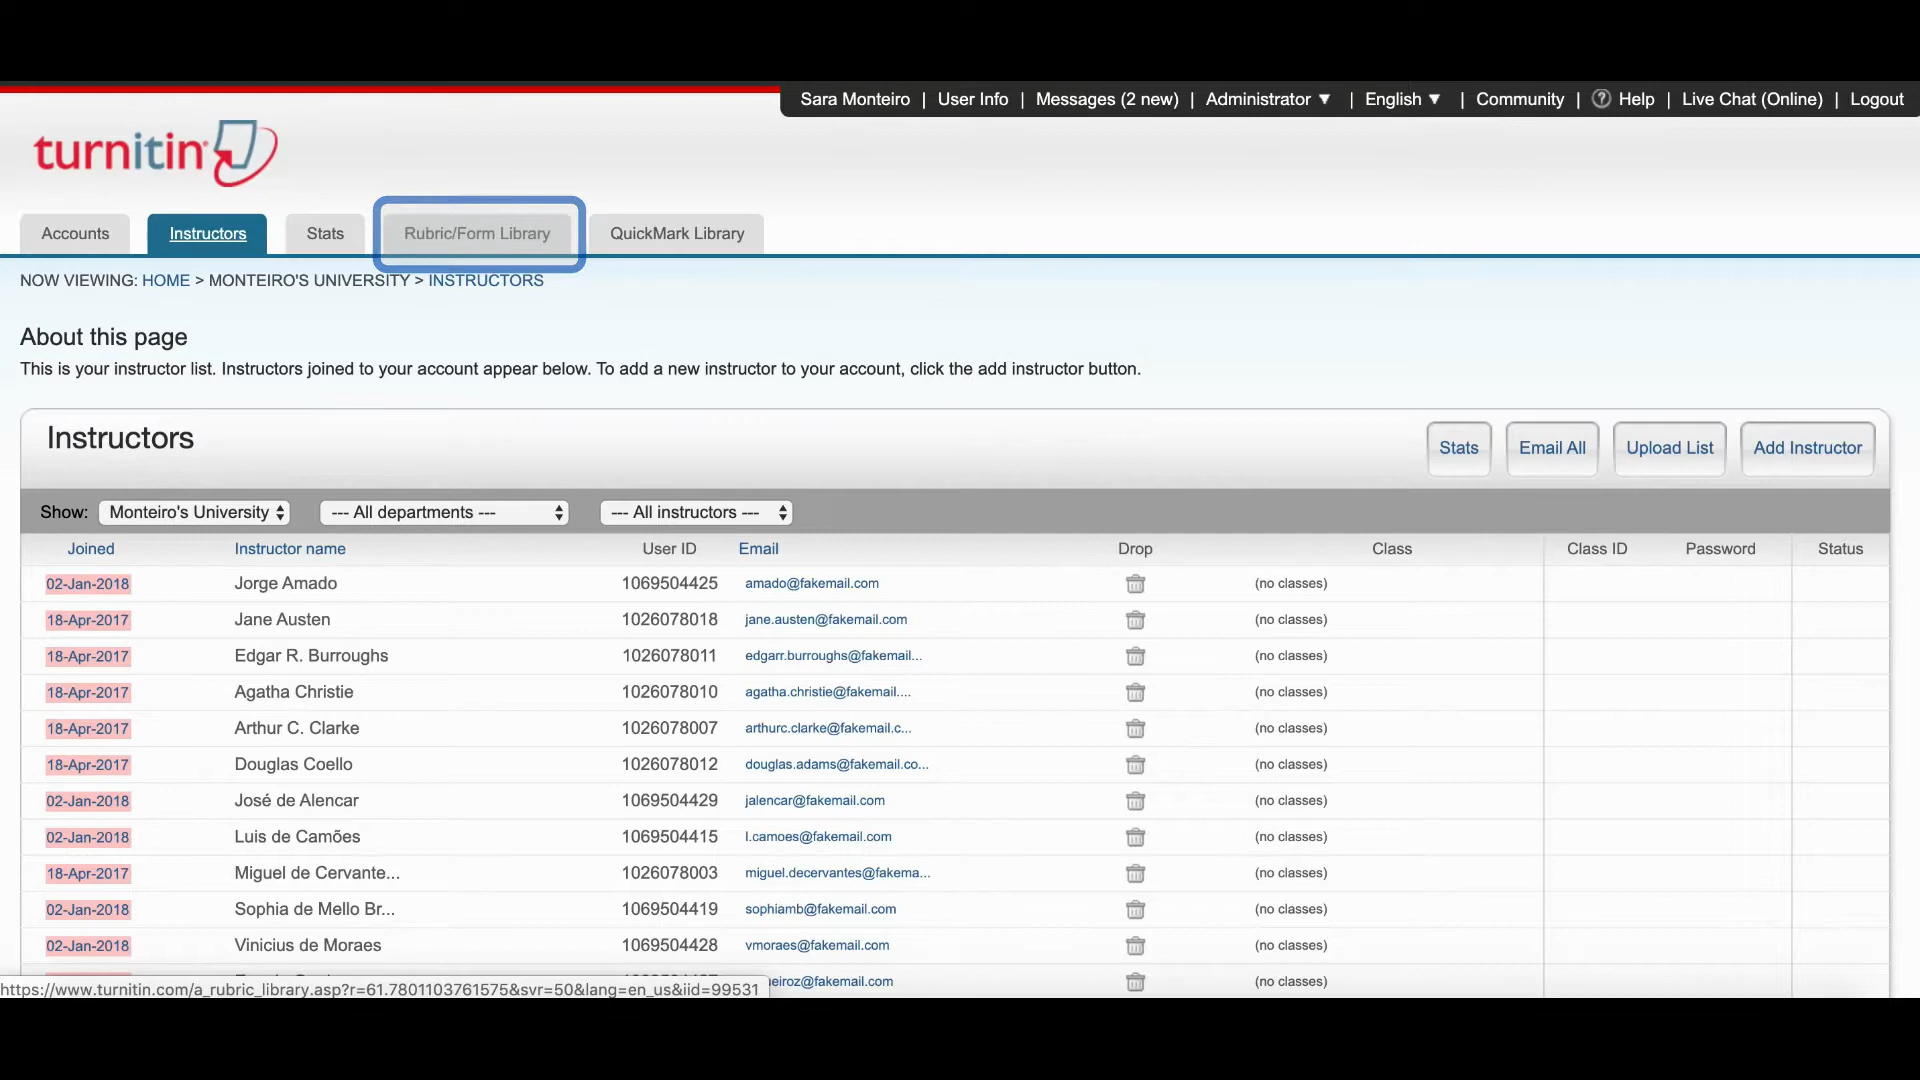 Sara Monteiro | User Info | Messages (2 new) | Administrator ▼ | English ▼ | Community | ? Help | Live Chat (Online) | Logout
turnitin
Accounts Instructors Stats Rubric/Form Library QuickMark Library
NOW VIEWING: HOME > MONTEIRO'S UNIVERSITY > INSTRUCTORS
About this page
This is your instructor list. Instructors joined to your account appear below. To add a new instructor to your account, click the add instructor button.
Instructors Stats Email All Upload List Add Instructor
Show: Monteiro's University --- All departments --- --- All instructors ---
Joined Instructor name User ID Email Drop Class Class ID Password Status
02-Jan-2018 Jorge Amado 1069504425 amado@fakemail.com (no classes)
18-Apr-2017 Jane Austen 1026078018 jane.austen@fakemail.com (no classes)
18-Apr-2017 Edgar R. Burroughs 1026078011 edgarr.burroughs@fakemail... (no classes)
18-Apr-2017 Agatha Christie 1026078010 agatha.christie@fakemail.... (no classes)
18-Apr-2017 Arthur C. Clarke 1026078007 arthurc.clarke@fakemail.c... (no classes)
18-Apr-2017 Douglas Coello 1026078012 douglas.adams@fakemail.co... (no classes)
02-Jan-2018 José de Alencar 1069504429 jalencar@fakemail.com (no classes)
02-Jan-2018 Luis de Camões 1069504415 l.camoes@fakemail.com (no classes)
18-Apr-2017 Miguel de Cervante... 1026078003 miguel.decervantes@fakema... (no classes)
02-Jan-2018 Sophia de Mello Br... 1069504419 sophiamb@fakemail.com (no classes)
02-Jan-2018 Vinicius de Moraes 1069504428 vmoraes@fakemail.com (no classes)
eiroz@fakemail.com (no classes)
https://www.turnitin.com/a_rubric_library.asp?r=61.7801103761575&svr=50&lang=en_us&iid=99531